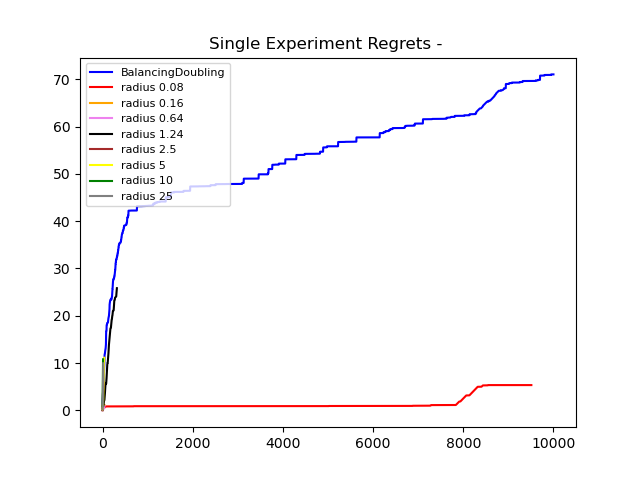 Single Experiment Regrets -
BalancingDoubling
radius 0.08
radius 0.16
radius 0.64
radius 1.24
radius 2.5
radius 5
radius 10
radius 25
70
60
50
40
30
20
10
0
0 2000 4000 6000 8000 10000